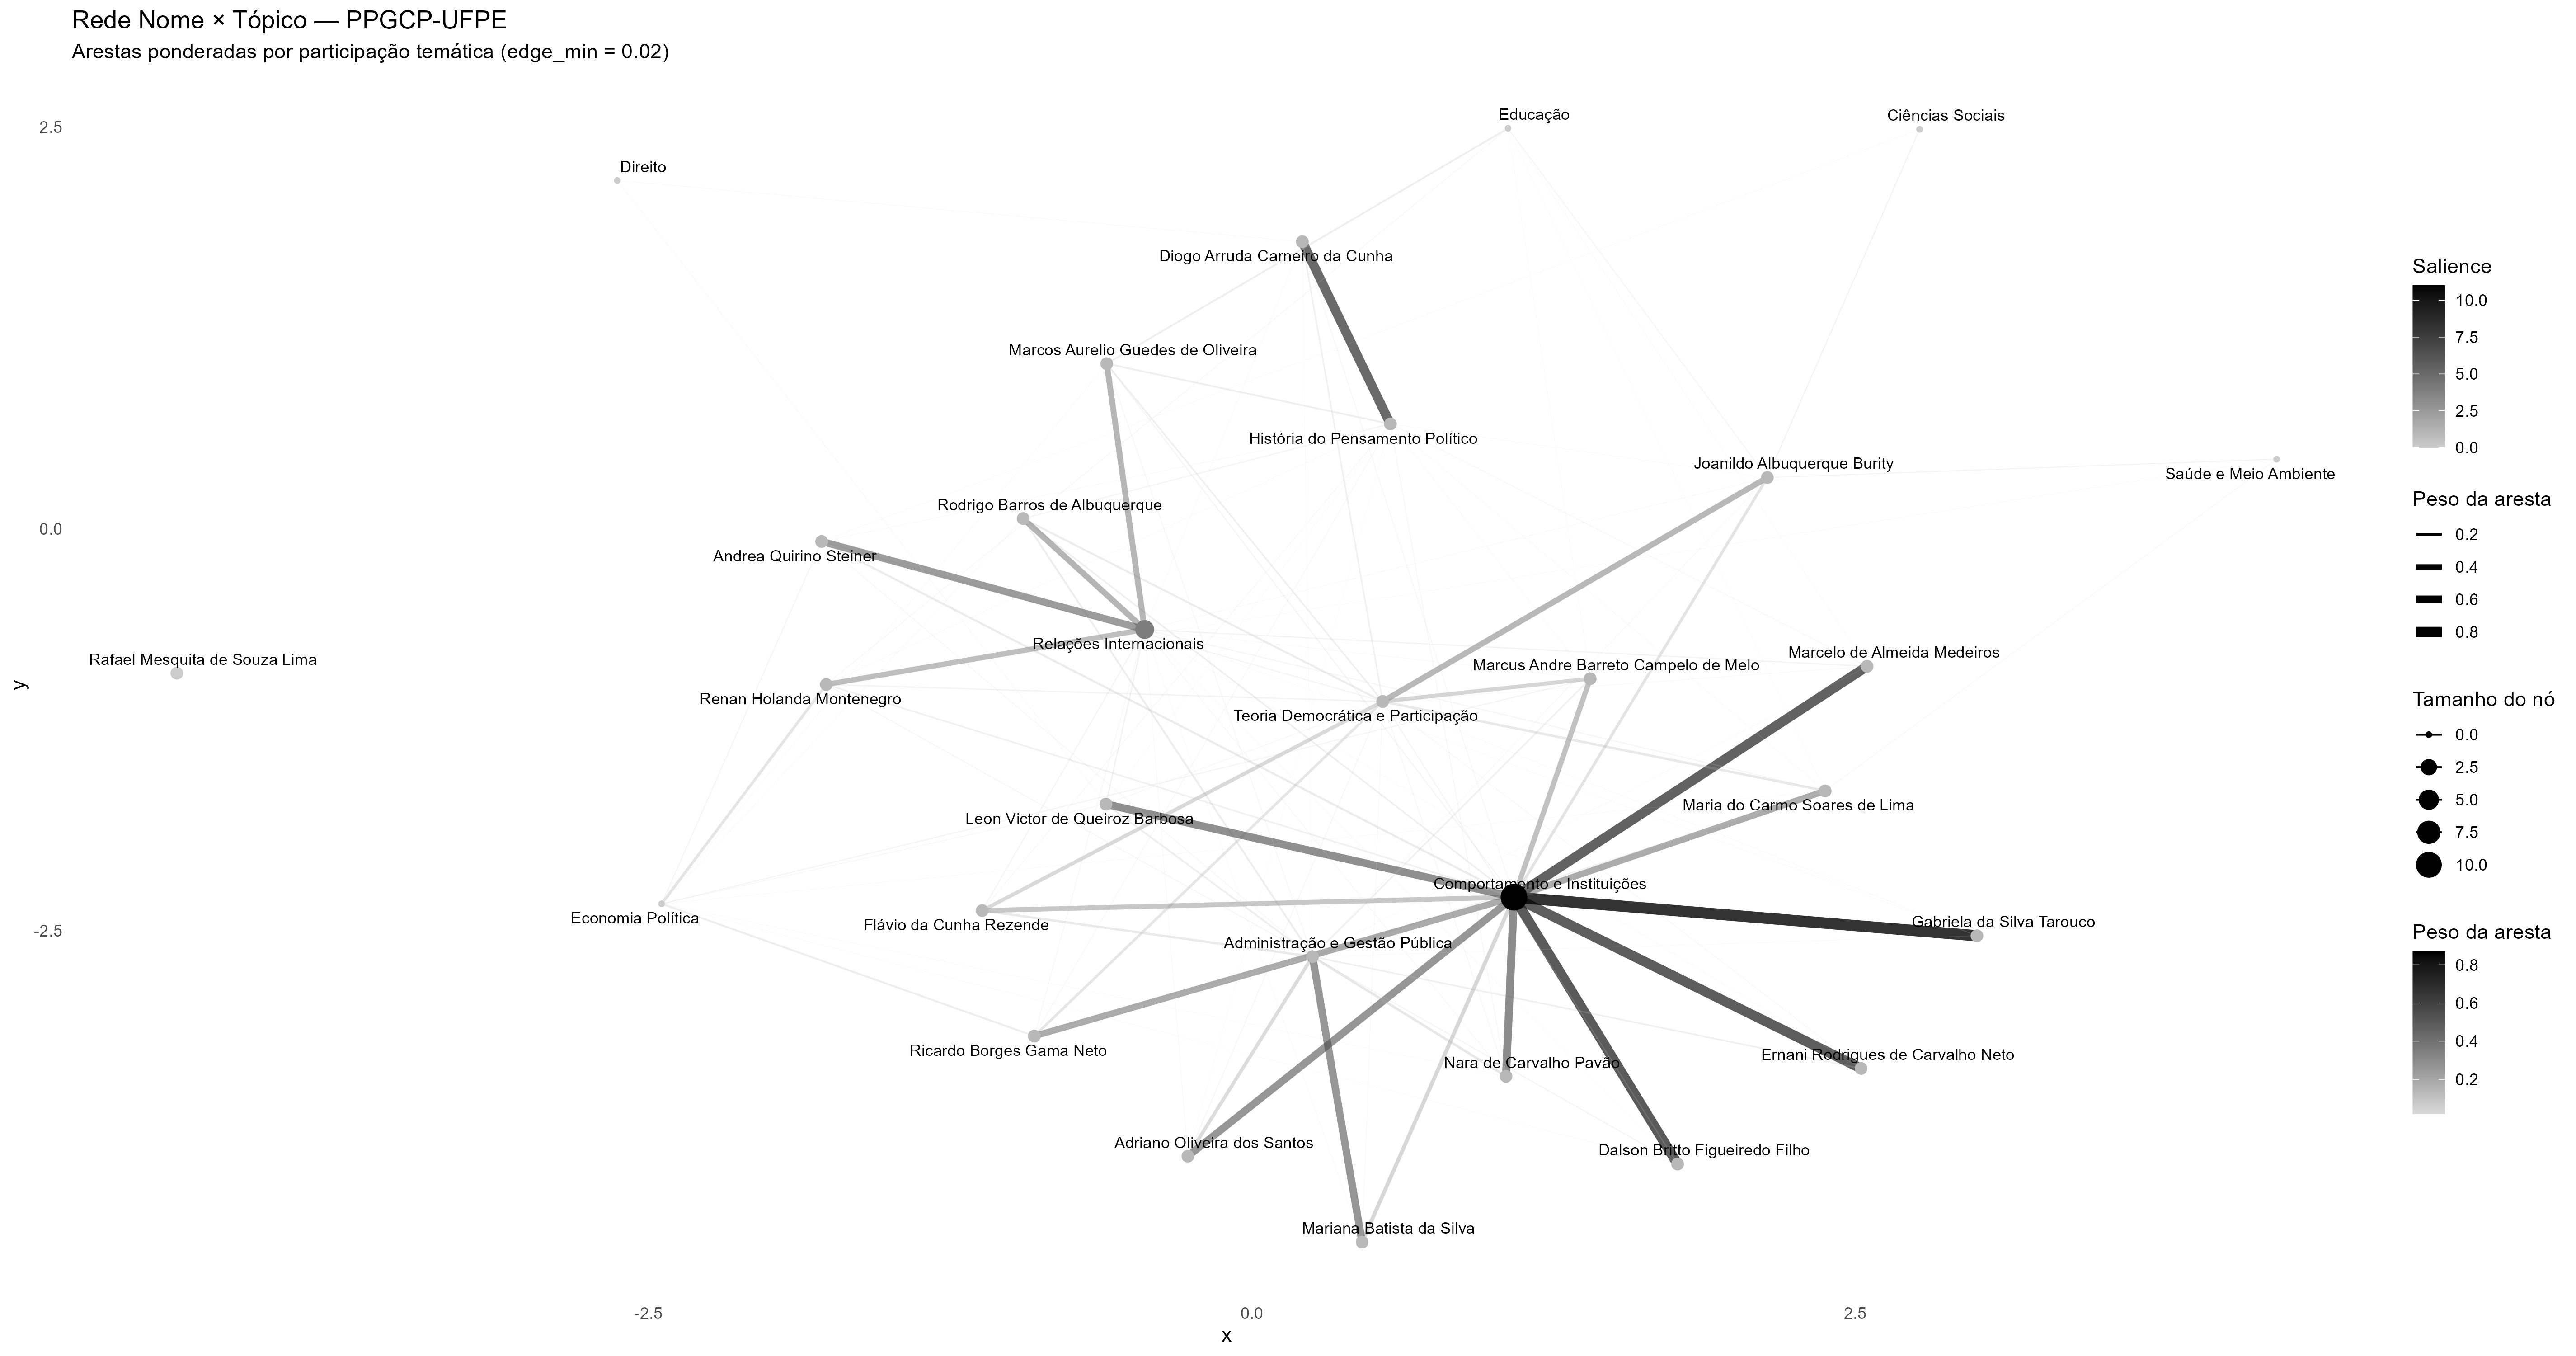 Rede Nome × Tópico — PPGCP-UFPE
Arestas ponderadas por participação temática (edge_min = 0.02)
Educação
Ciências Sociais
2.5
Direito
Diogo Arruda Carneiro da Cunha
Marcos Aurelio Guedes de Oliveira
História do Pensamento Político
Joanildo Albuquerque Burity
Saúde e Meio Ambiente
Rodrigo Barros de Albuquerque
0.0
Andrea Quirino Steiner
Relações Internacionais
Rafael Mesquita de Souza Lima
Marcelo de Almeida Medeiros
Marcus Andre Barreto Campelo de Melo
y
Renan Holanda Montenegro
Teoria Democrática e Participação
Maria do Carmo Soares de Lima
Leon Victor de Queiroz Barbosa
Comportamento e Instituições
Economia Política
Gabriela da Silva Tarouco
Flávio da Cunha Rezende
-2.5
Administração e Gestão Pública
Ricardo Borges Gama Neto
Ernani Rodrigues de Carvalho Neto
Nara de Carvalho Pavão
Adriano Oliveira dos Santos
Dalson Britto Figueiredo Filho
Mariana Batista da Silva
-2.5
0.0
2.5
x
Salience
10.0
7.5
5.0
2.5
0.0
Peso da aresta
0.2
0.4
0.6
0.8
Tamanho do nó
0.0
2.5
5.0
7.5
10.0
Peso da aresta
0.8
0.6
0.4
0.2